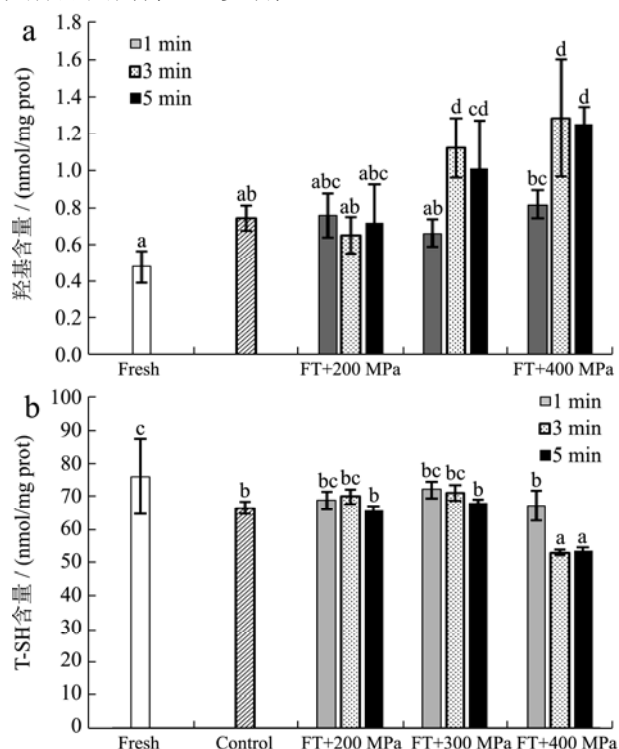 a
1 min
3 min
5 min
羟基含量 / (nmol/mg prot)
1.8
1.6
1.4
1.2
1.0
0.8
0.6
0.4
0.2
0.0
a
ab
abc
ab
abc
ab
d
cd
bc
d
d
Fresh
FT+200 MPa
FT+400 MPa
b
1 min
3 min
5 min
T-SH含量 / (nmol/mg prot)
100
90
80
70
60
50
40
30
20
10
0
c
b
bc
bc
b
bc
bc
b
b
a
a
Fresh
Control
FT+200 MPa
FT+300 MPa
FT+400 MPa